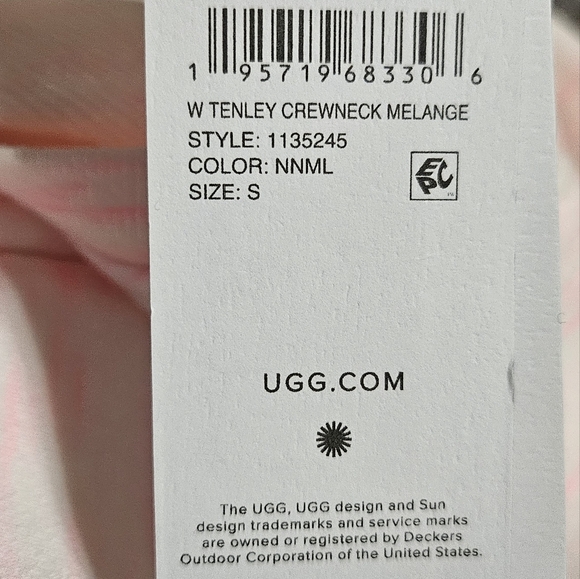 1 95719 68330 6
W TENLEY CREWNECK MELANGE
STYLE: 1135245
COLOR: NNML
SIZE: S
EPC
UGG.COM
The UGG, UGG design and Sun
design trademarks and service marks
are owned or registered by Deckers
Outdoor Corporation of the United States.